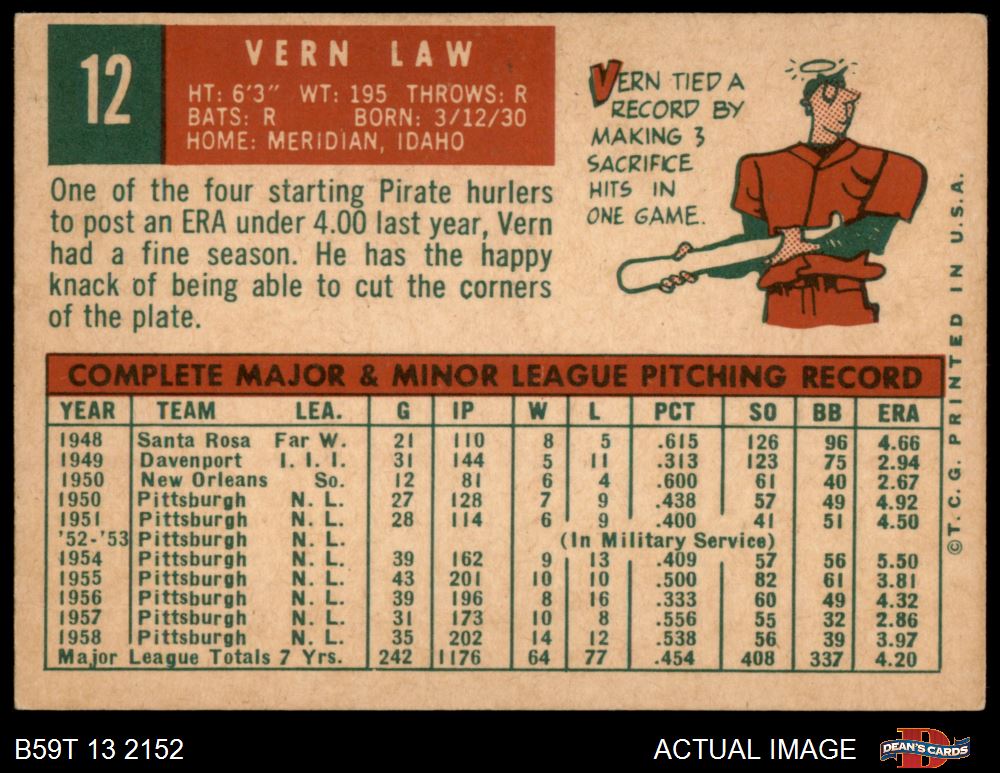 12
VERN LAW
HT: 6'3" WT: 195 THROWS: R
BATS: R BORN: 3/12/30
HOME: MERIDIAN, IDAHO
One of the four starting Pirate hurlers
to post an ERA under 4.00 last year, Vern
had a fine season. He has the happy
knack of being able to cut the corners
of the plate.
VERN TIED A
RECORD BY
MAKING 3
SACRIFICE
HITS IN
ONE GAME.
COMPLETE MAJOR & MINOR LEAGUE PITCHING RECORD
YEAR TEAM LEA. G IP W L PCT SO BB ERA
1948 Santa Rosa Far W. 21 110 8 5 .615 126 96 4.66
1949 Davenport I. I. I. 31 144 5 11 .313 123 75 2.94
1950 New Orleans So. 12 81 6 4 .600 61 40 2.67
1950 Pittsburgh N. L. 27 128 7 9 .438 57 49 4.92
1951 Pittsburgh N. L. 28 114 6 9 .400 41 51 4.50
'52-'53 Pittsburgh N. L. (In Military Service)
1954 Pittsburgh N. L. 39 162 9 13 .409 57 56 5.50
1955 Pittsburgh N. L. 43 201 10 10 .500 82 61 3.81
1956 Pittsburgh N. L. 39 196 8 16 .333 60 49 4.32
1957 Pittsburgh N. L. 31 173 10 8 .556 55 32 2.86
1958 Pittsburgh N. L. 35 202 14 12 .538 56 39 3.97
Major League Totals 7 Yrs. 242 1176 64 77 .454 408 337 4.20
©T.C.G. PRINTED IN U.S.A.
B59T 13 2152
ACTUAL IMAGE
DEAN'S CARDS